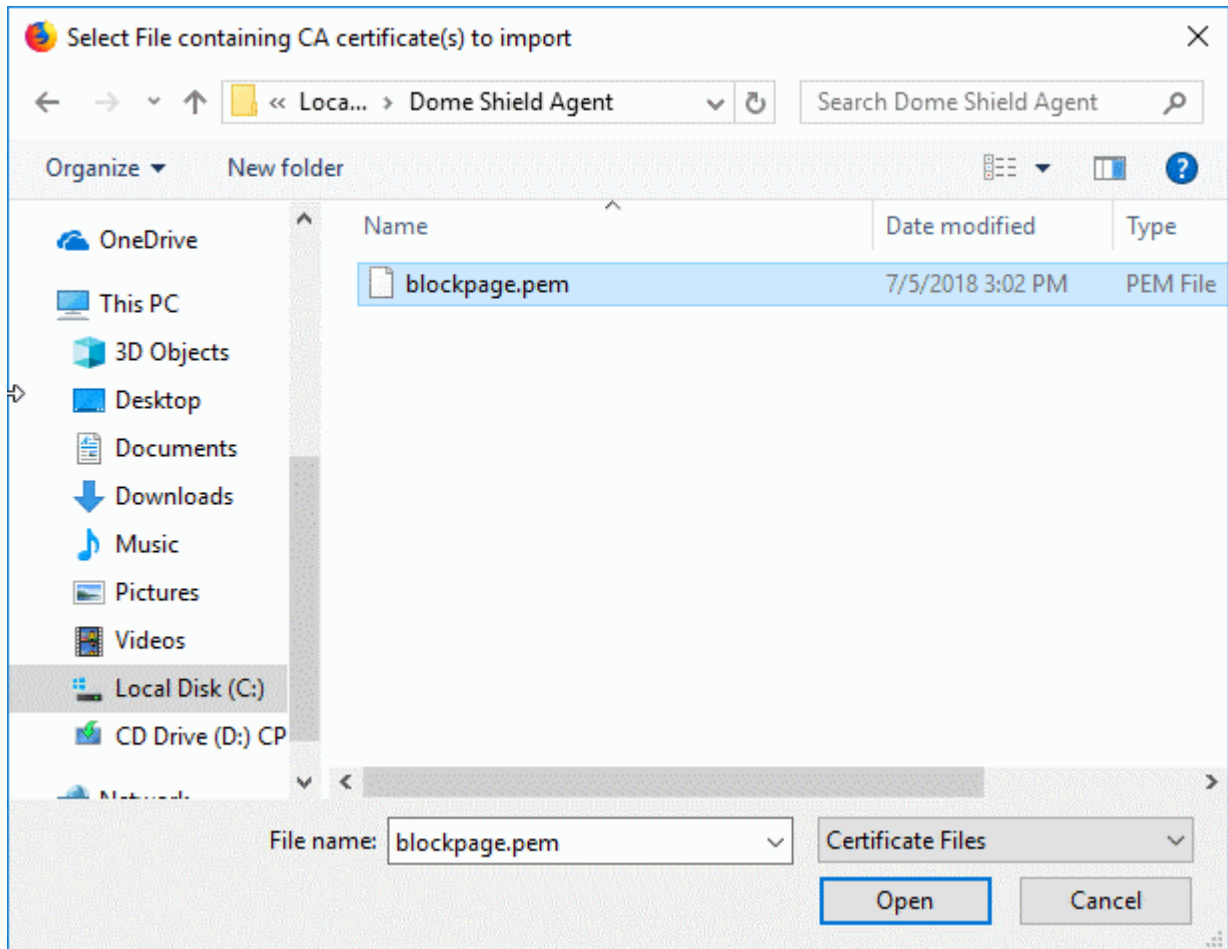 Select File containing CA certificate(s) to import
« Loca... > Dome Shield Agent
Search Dome Shield Agent
Organize
New folder
?
OneDrive
This PC
3D Objects
Desktop
Documents
Downloads
Music
Pictures
Videos
Local Disk (C:)
CD Drive (D:) CP
Network
Name Date modified Type
blockpage.pem 7/5/2018 3:02 PM PEM File
File name: blockpage.pem
Certificate Files
Open
Cancel